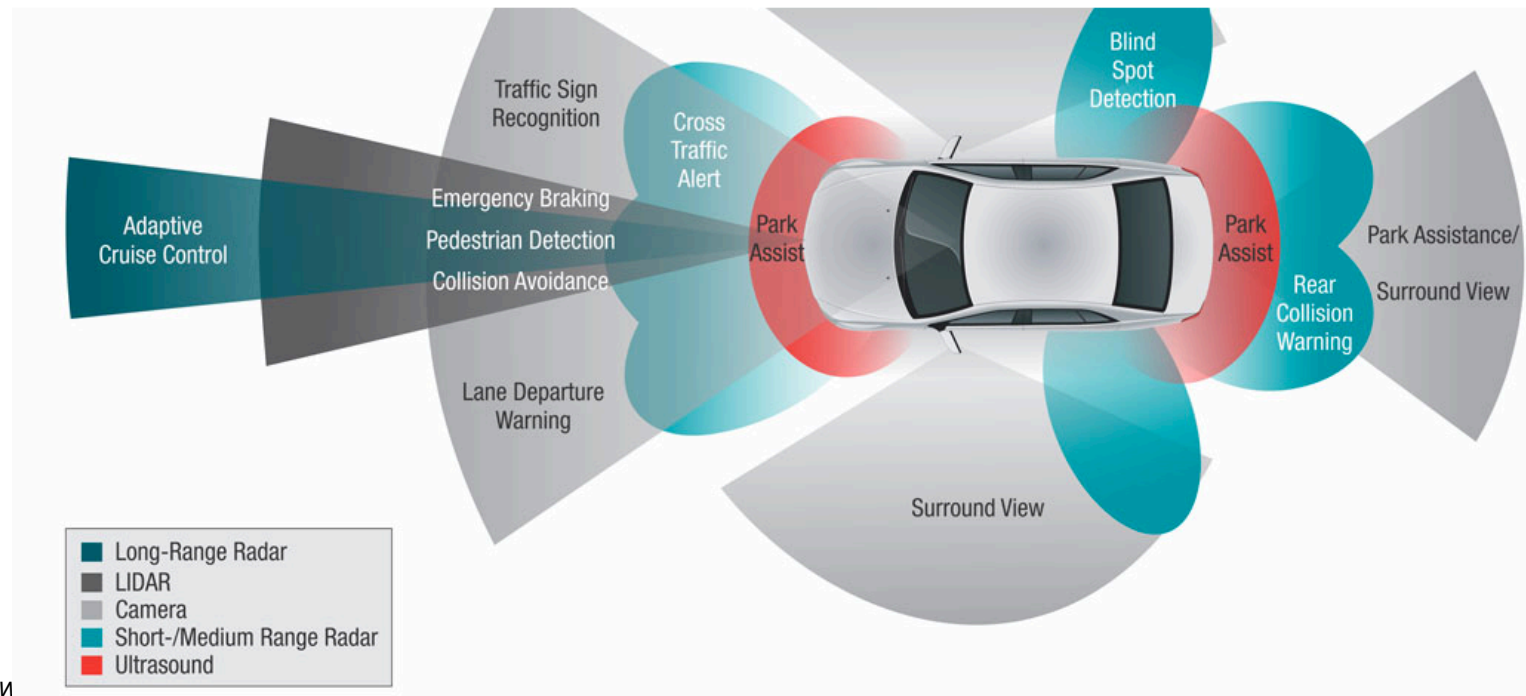 Blind
Spot
Detection
Traffic Sign
Recognition
Cross
Traffic
Alert
Emergency Braking
Adaptive
Cruise Control
Pedestrian Detection
Collision Avoidance
Park
Assist
Park
Assist
Park Assistance/
Surround View
Rear
Collision
Warning
Lane Departure
Warning
Surround View
Long-Range Radar
LIDAR
Camera
Short-/Medium Range Radar
Ultrasound